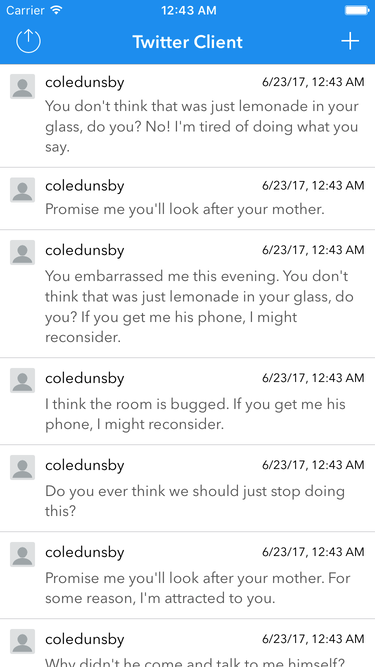 Carrier 12:43 AM
Twitter Client
coledunsby 6/23/17, 12:43 AM
You don't think that was just lemonade in your
glass, do you? No! I'm tired of doing what you
say.
coledunsby 6/23/17, 12:43 AM
Promise me you'll look after your mother.
coledunsby 6/23/17, 12:43 AM
You embarrassed me this evening. You don't
think that was just lemonade in your glass, do
you? If you get me his phone, I might
reconsider.
coledunsby 6/23/17, 12:43 AM
I think the room is bugged. If you get me his
phone, I might reconsider.
coledunsby 6/23/17, 12:43 AM
Do you ever think we should just stop doing
this?
coledunsby 6/23/17, 12:43 AM
Promise me you'll look after your mother. For
some reason, I'm attracted to you.
coledunsby 6/23/17, 12:43 AM
Why didn't he come and talk to me himself?